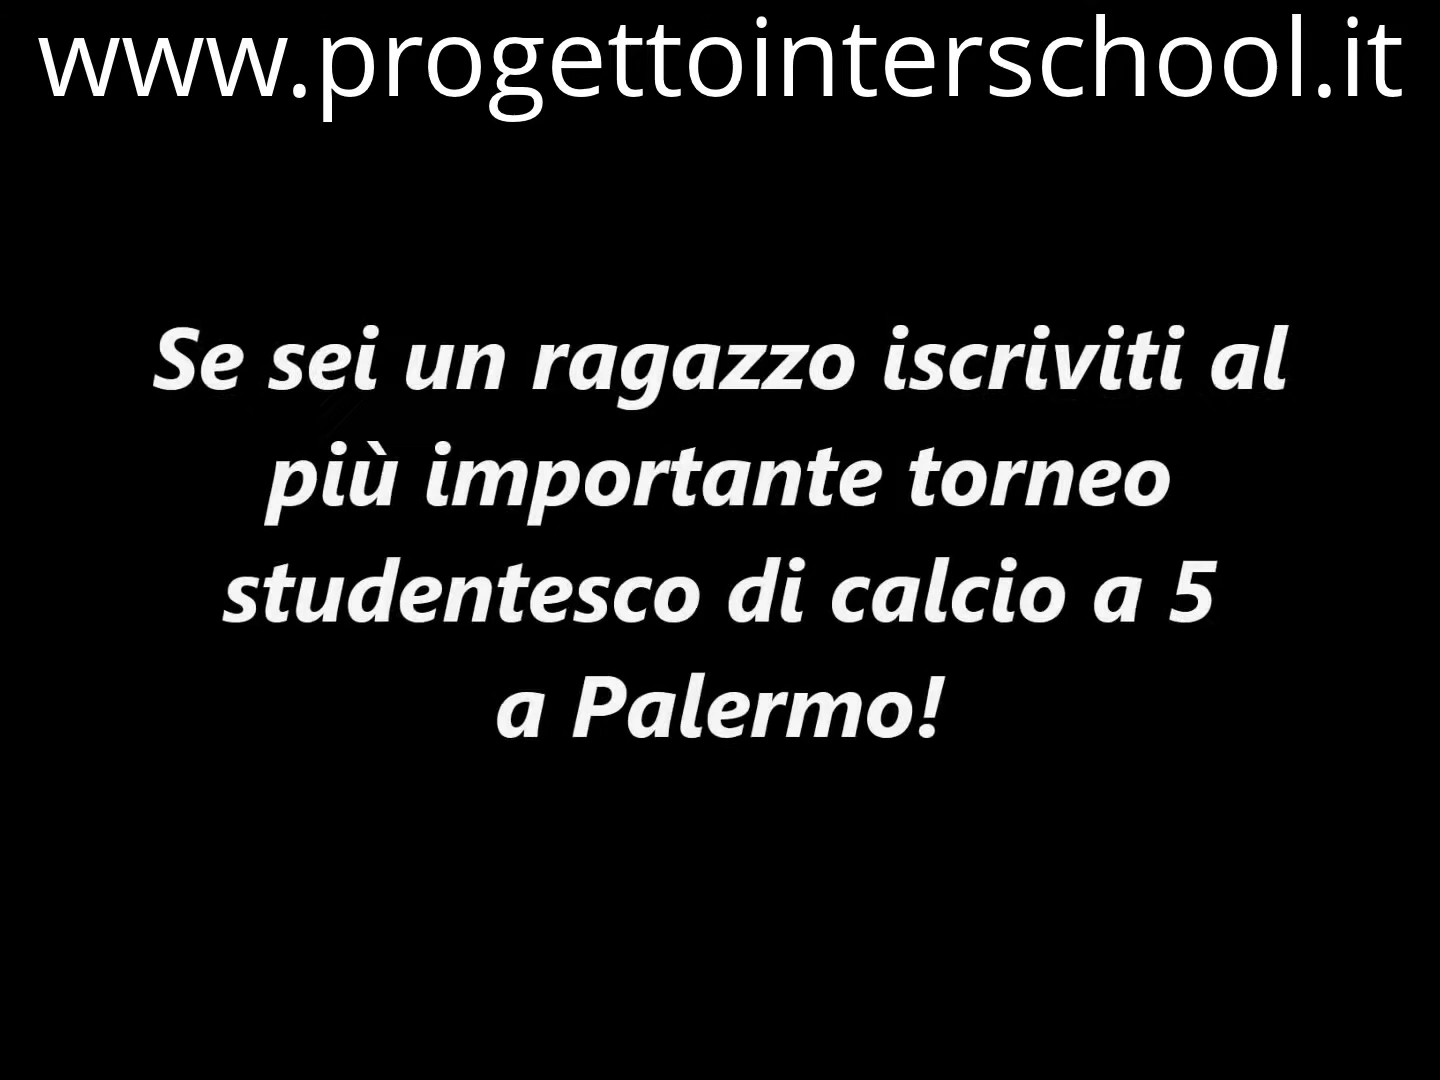 www.progettointerschool.it
Se sei un ragazzo iscriviti al
più importante torneo
studentesco di calcio a 5
a Palermo!